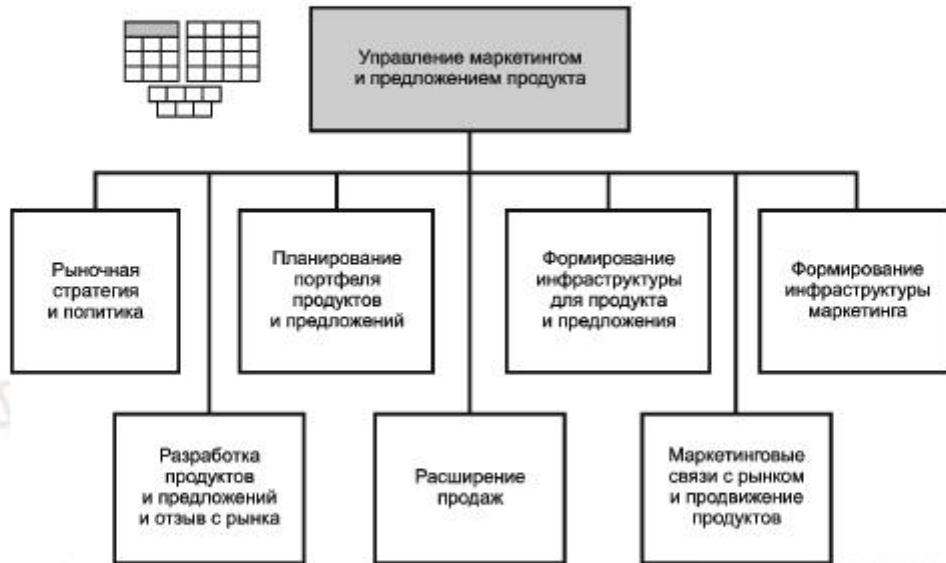 Управление маркетингом
и предложением продукта
Рыночная
стратегия
и политика
Планирование
портфеля
продуктов
и предложений
Формирование
инфраструктуры
для продукта
и предложения
Формирование
инфраструктуры
маркетинга
Разработка
продуктов
и предложений
и отзыв с рынка
Расширение
продаж
Маркетинговые
связи с рынком
и продвижение
продуктов